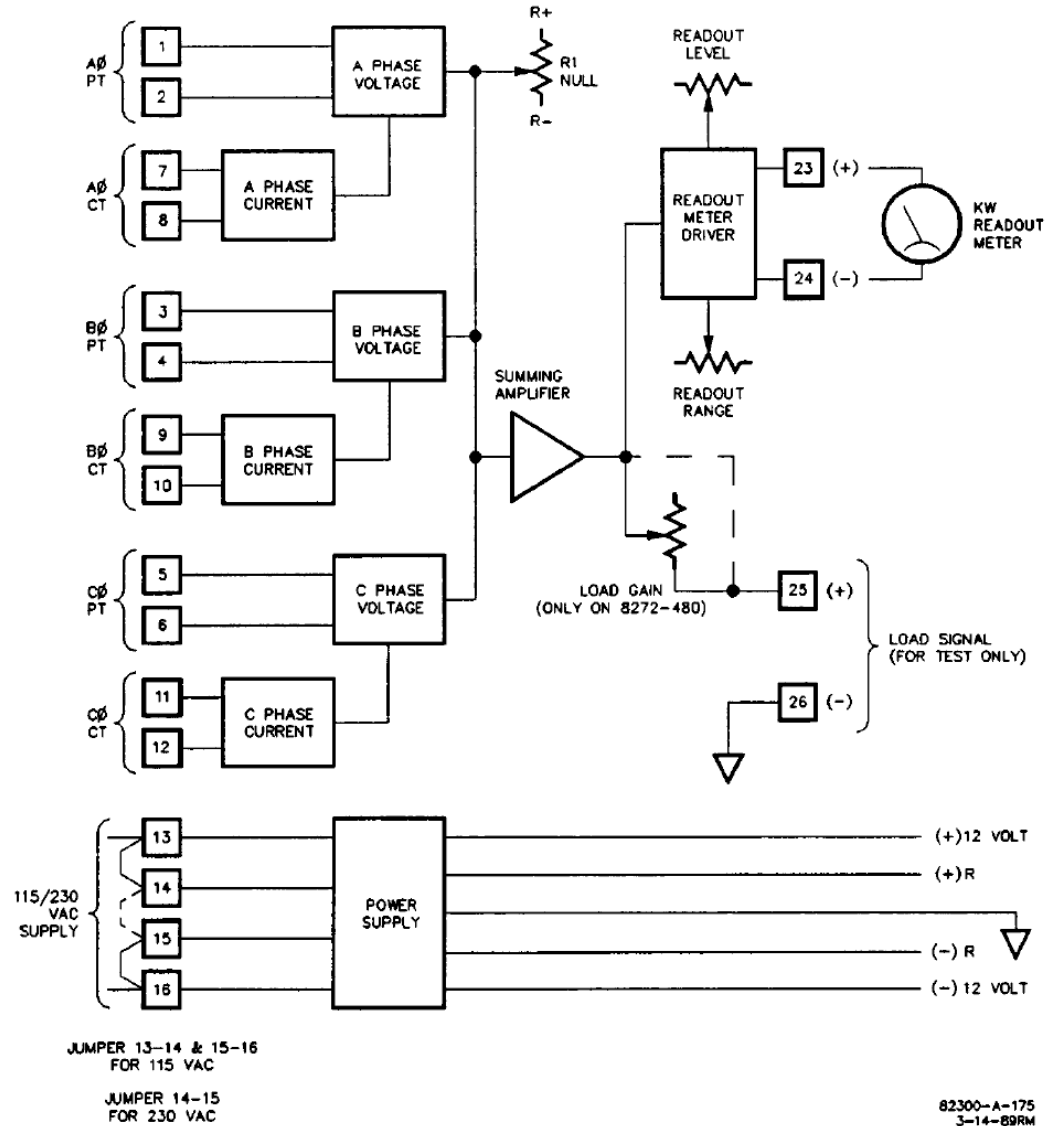 AØ
PT
1
2
A PHASE
VOLTAGE
R+
R1
NULL
R−
READOUT
LEVEL
AØ
CT
7
8
A PHASE
CURRENT
READOUT
METER
DRIVER
23 (+)
24 (−)
KW
READOUT
METER
BØ
PT
3
4
B PHASE
VOLTAGE
READOUT
RANGE
SUMMING
AMPLIFIER
BØ
CT
9
10
B PHASE
CURRENT
CØ
PT
5
6
C PHASE
VOLTAGE
LOAD GAIN
(ONLY ON 8272-480)
25 (+)
26 (−)
LOAD SIGNAL
(FOR TEST ONLY)
CØ
CT
11
12
C PHASE
CURRENT
115/230
VAC
SUPPLY
13
14
15
16
POWER
SUPPLY
(+)12 VOLT
(+)R
(−) R
(−) 12 VOLT
JUMPER 13-14 & 15-16
FOR 115 VAC
JUMPER 14-15
FOR 230 VAC
82300-A-175
3-14-89RM